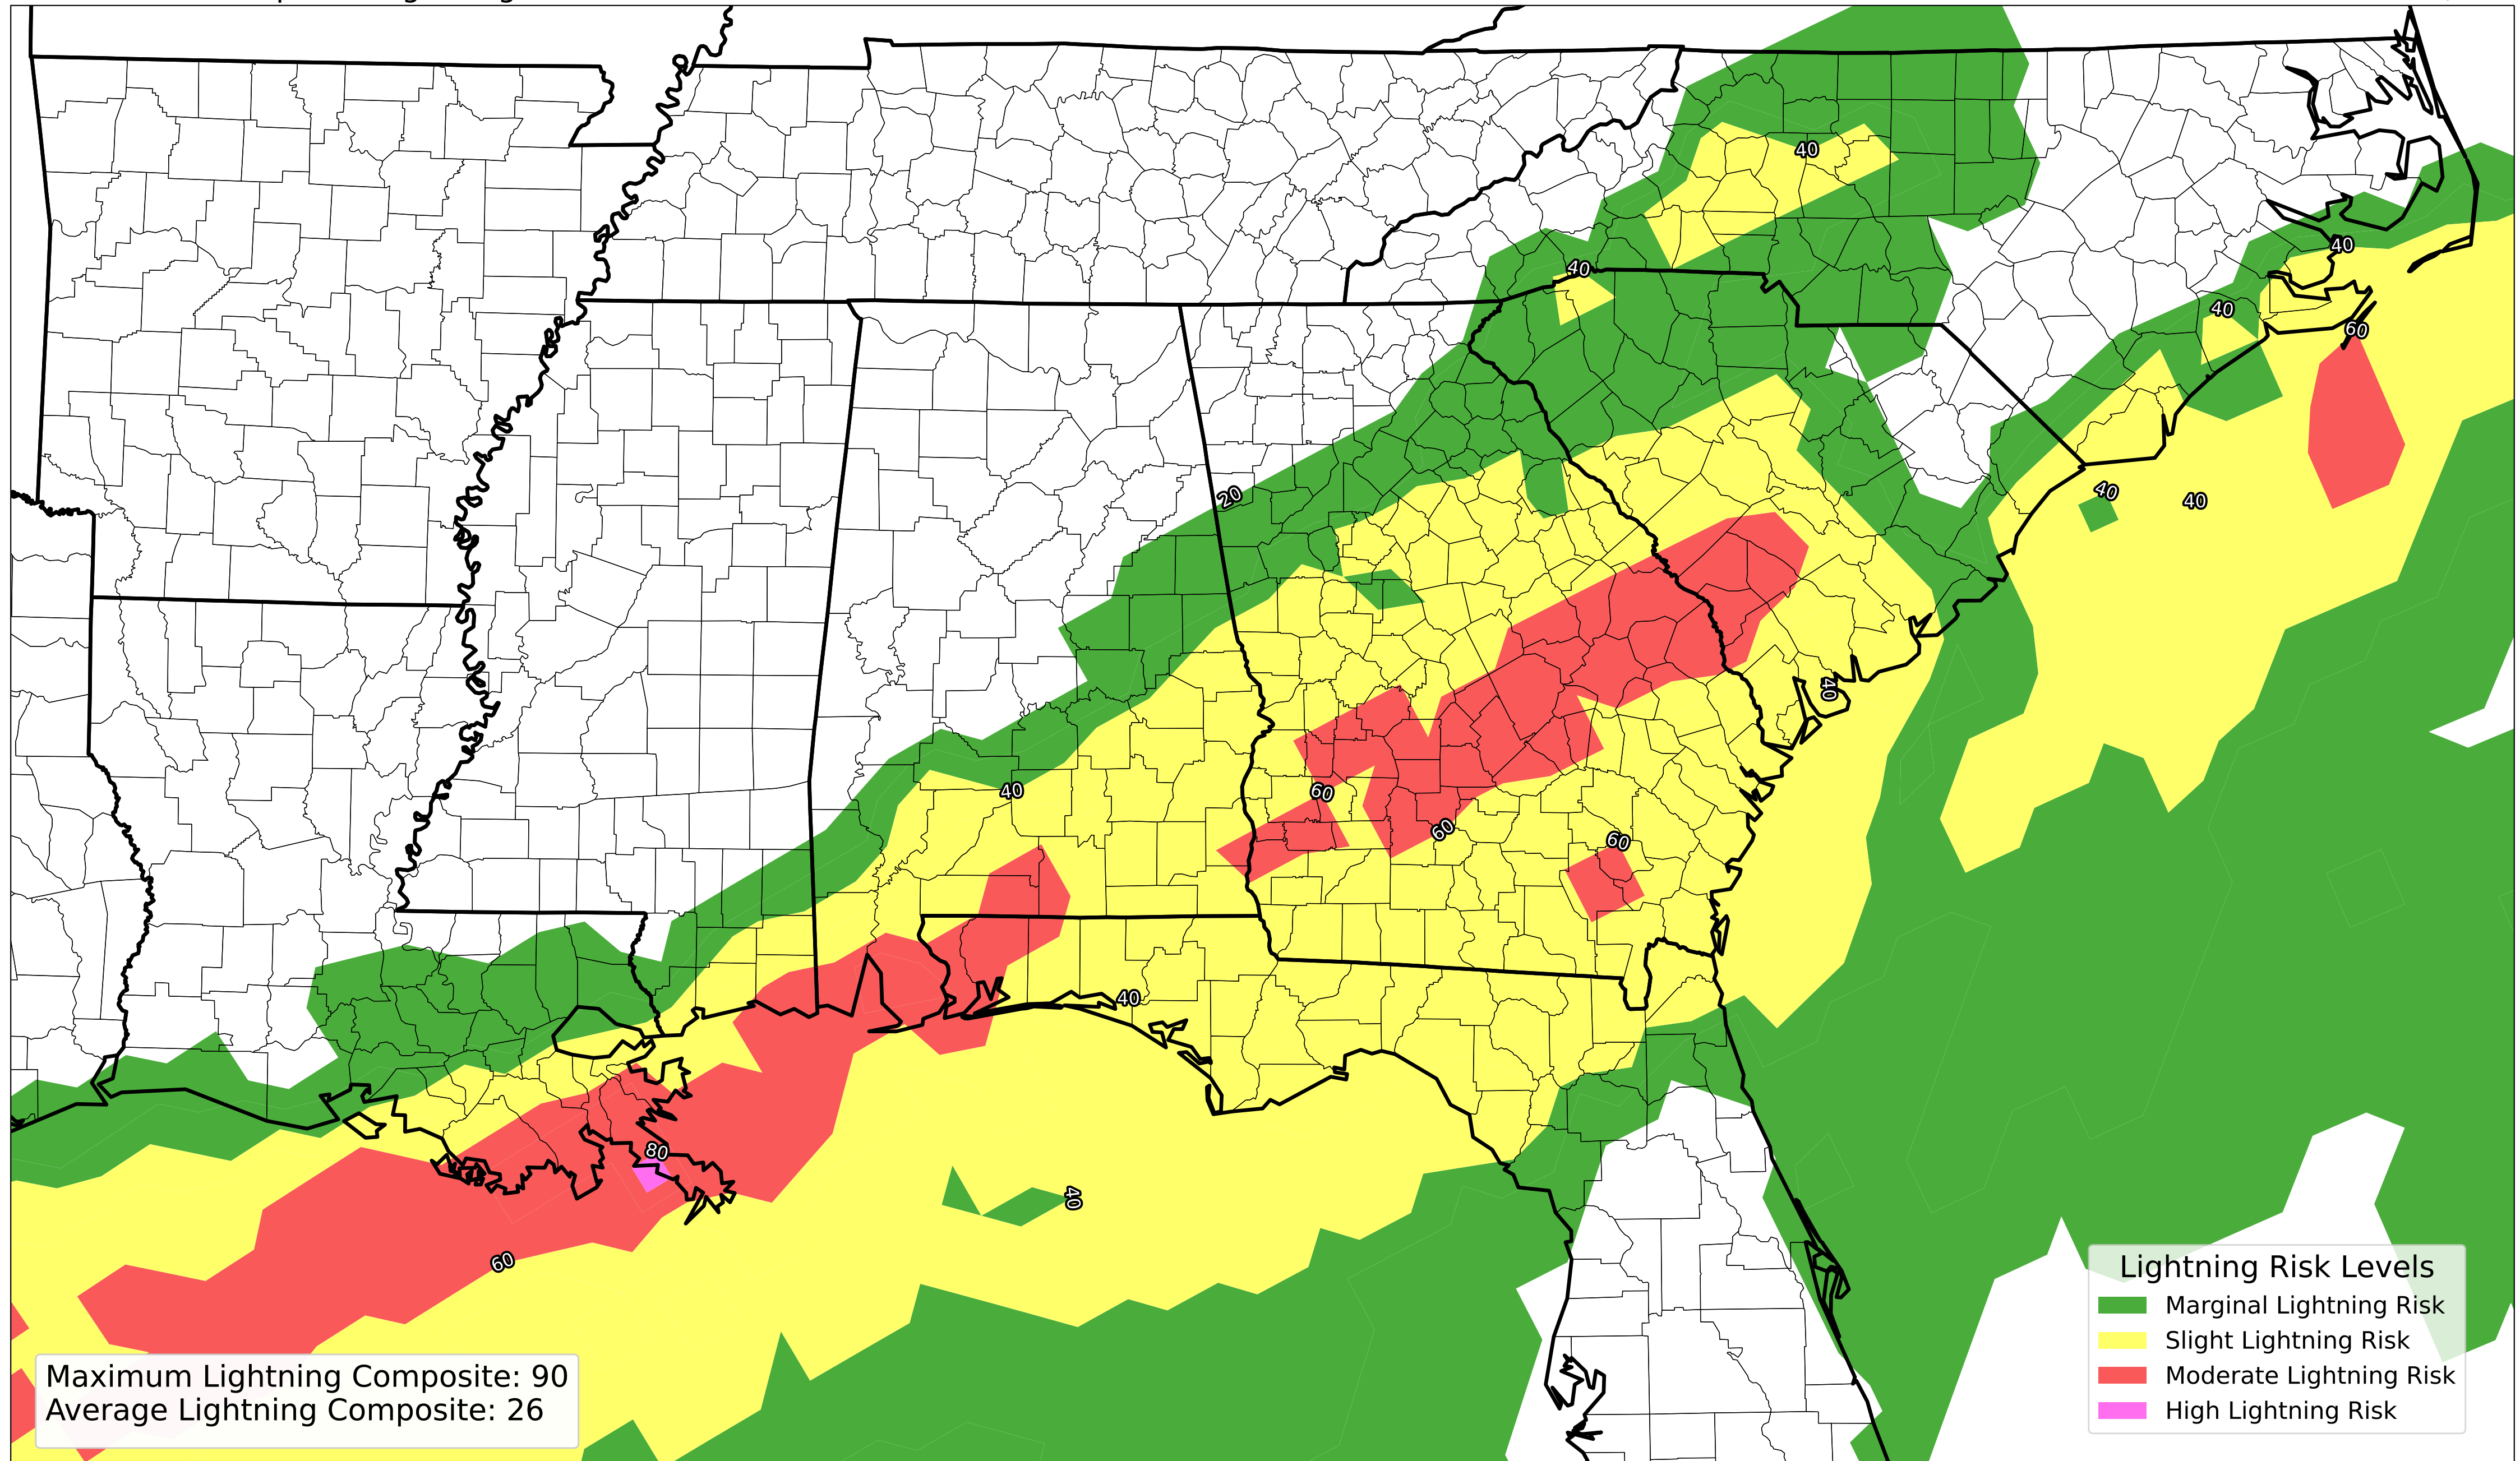 40
40
40
40
60
20
40
40
40
40
60
60
60
40
80
40
60
Lightning Risk Levels
Marginal Lightning Risk
Slight Lightning Risk
Moderate Lightning Risk
High Lightning Risk
Maximum Lightning Composite: 90
Average Lightning Composite: 26